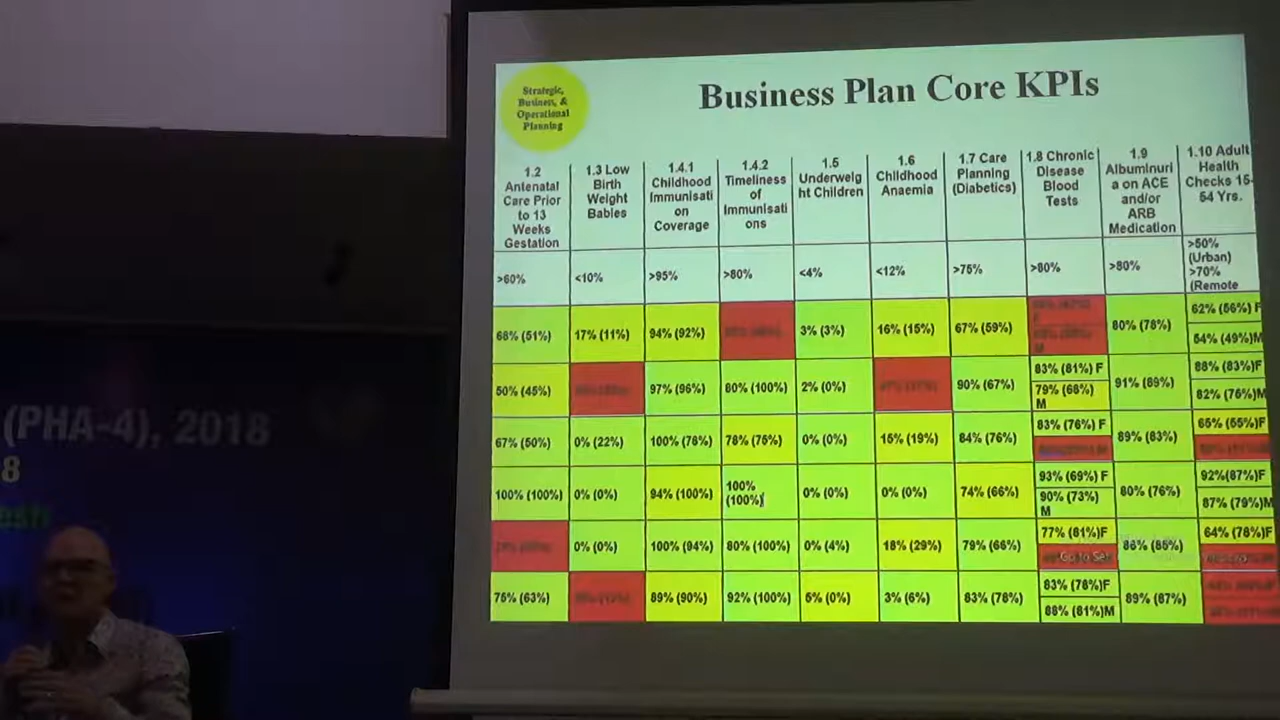 Strategic,
Business, &
Operational
Planning
Business Plan Core KPIs
1.2
Antenatal
Care Prior
to 13
Weeks
Gestation
1.3 Low
Birth
Weight
Babies
1.4.1
Childhood
Immunisati
on
Coverage
1.4.2
Timeliness
of
Immunisati
ons
1.5
Underweig
ht Children
1.6
Childhood
Anaemia
1.7 Care
Planning
(Diabetics)
1.8 Chronic
Disease
Blood
Tests
1.9
Albuminuri
a on ACE
and/or
ARB
Medication
1.10 Adult
Health
Checks 15-
54 Yrs.
>60%
<10%
>95%
>80%
<4%
<12%
>75%
>80%
>80%
>50%
(Urban)
>70%
(Remote
68% (51%)
17% (11%)
94% (92%)
3% (3%)
16% (15%)
67% (59%)
80% (78%)
62% (56%) F
54% (49%)M
50% (45%)
97% (96%)
80% (100%)
2% (0%)
90% (67%)
83% (81%) F
79% (68%)
M
91% (89%)
88% (83%)F
82% (76%)M
67% (50%)
0% (22%)
100% (76%)
78% (75%)
0% (0%)
15% (19%)
84% (76%)
83% (76%) F
89% (83%)
65% (55%)F
100% (100%)
0% (0%)
94% (100%)
100%
(100%)
0% (0%)
0% (0%)
74% (66%)
93% (69%) F
90% (73%)
M
80% (76%)
92%(87%)F
87% (79%)M
0% (0%)
100% (94%)
80% (100%)
0% (4%)
18% (29%)
79% (66%)
77% (81%)F
86% (85%)
64% (78%)F
75% (63%)
89% (90%)
92% (100%)
5% (0%)
3% (6%)
83% (78%)
83% (78%)F
88% (81%)M
89% (87%)
(PHA-4), 2018
8